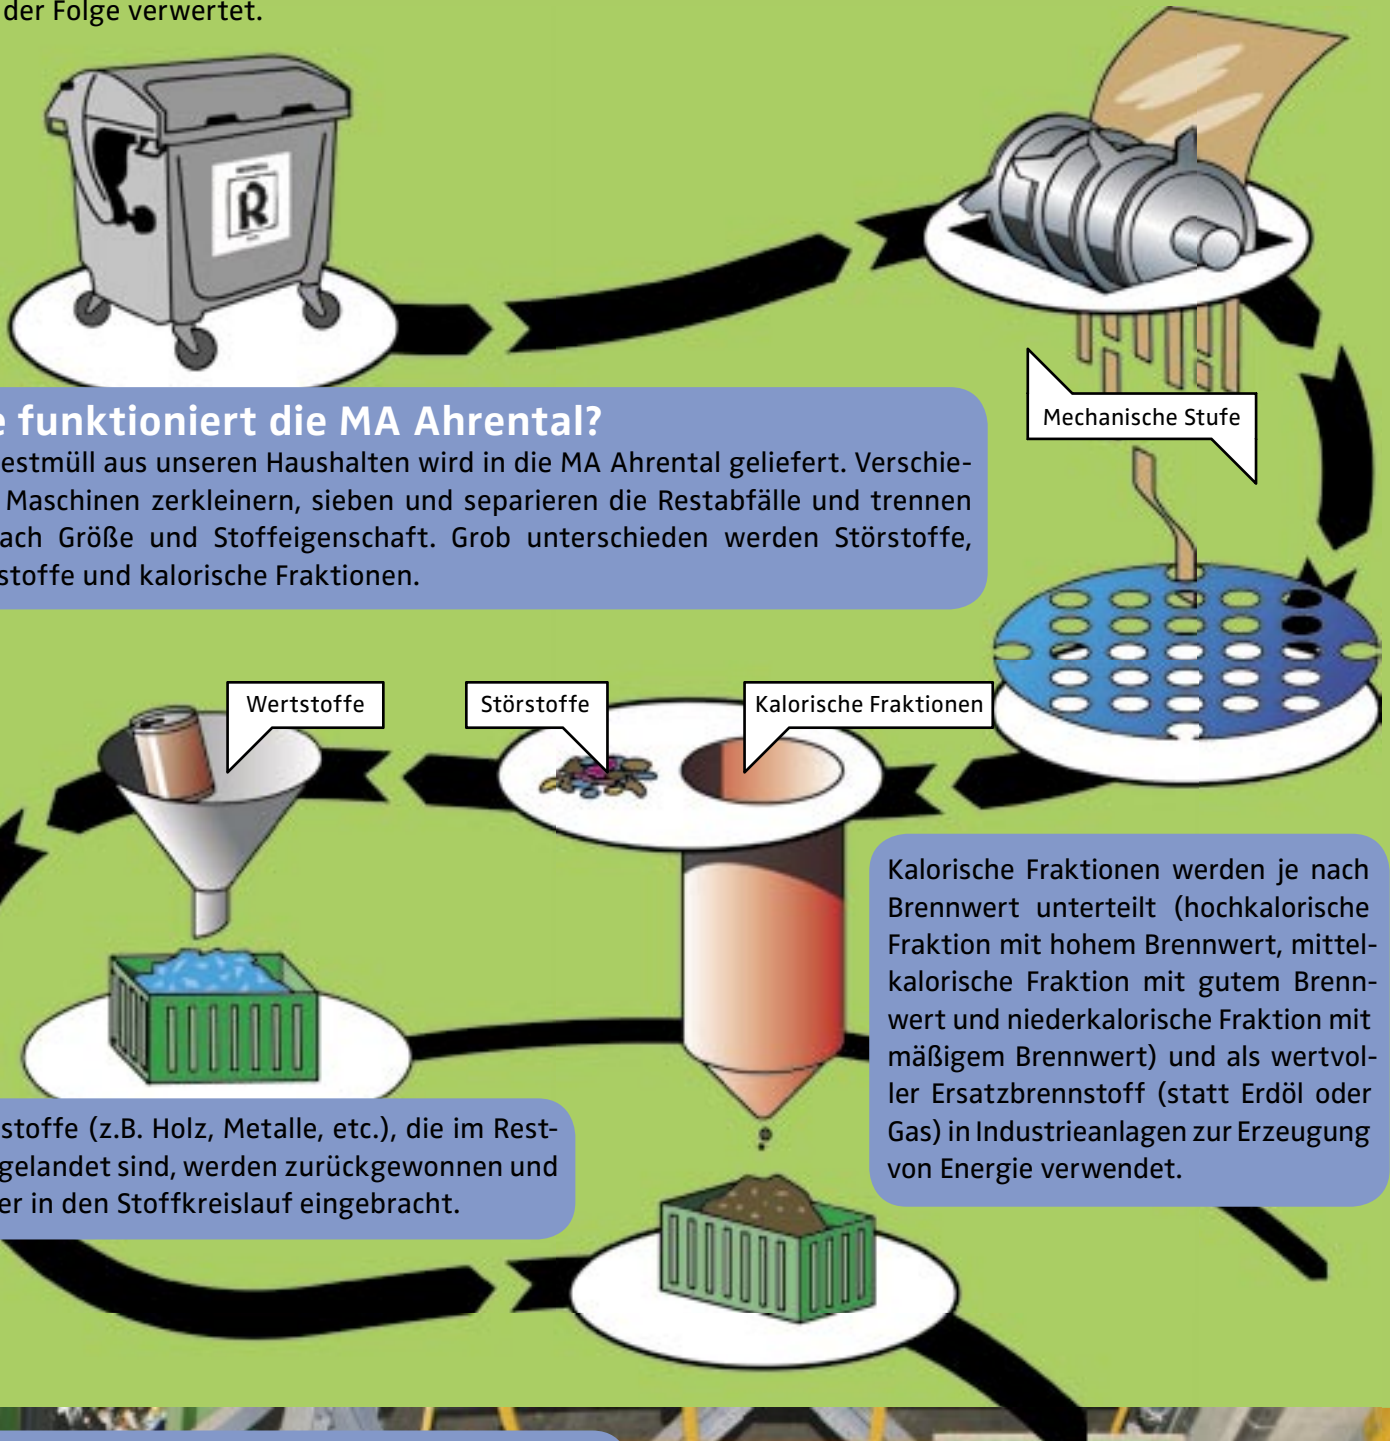 der Folge verwertet.
R
e funktioniert die MA Ahrental?
estmüll aus unseren Haushalten wird in die MA Ahrental geliefert. Verschie-
Maschinen zerkleinern, sieben und separieren die Restabfälle und trennen
ach Größe und Stoffeigenschaft. Grob unterschieden werden Störstoffe,
stoffe und kalorische Fraktionen.
Mechanische Stufe
Wertstoffe
Störstoffe
Kalorische Fraktionen
Kalorische Fraktionen werden je nach
Brennwert unterteilt (hochkalorische
Fraktion mit hohem Brennwert, mittel-
kalorische Fraktion mit gutem Brenn-
wert und niederkalorische Fraktion mit
mäßigem Brennwert) und als wertvol-
ler Ersatzbrennstoff (statt Erdöl oder
Gas) in Industrieanlagen zur Erzeugung
von Energie verwendet.
stoffe (z.B. Holz, Metalle, etc.), die im Rest-
gelandet sind, werden zurückgewonnen und
er in den Stoffkreislauf eingebracht.